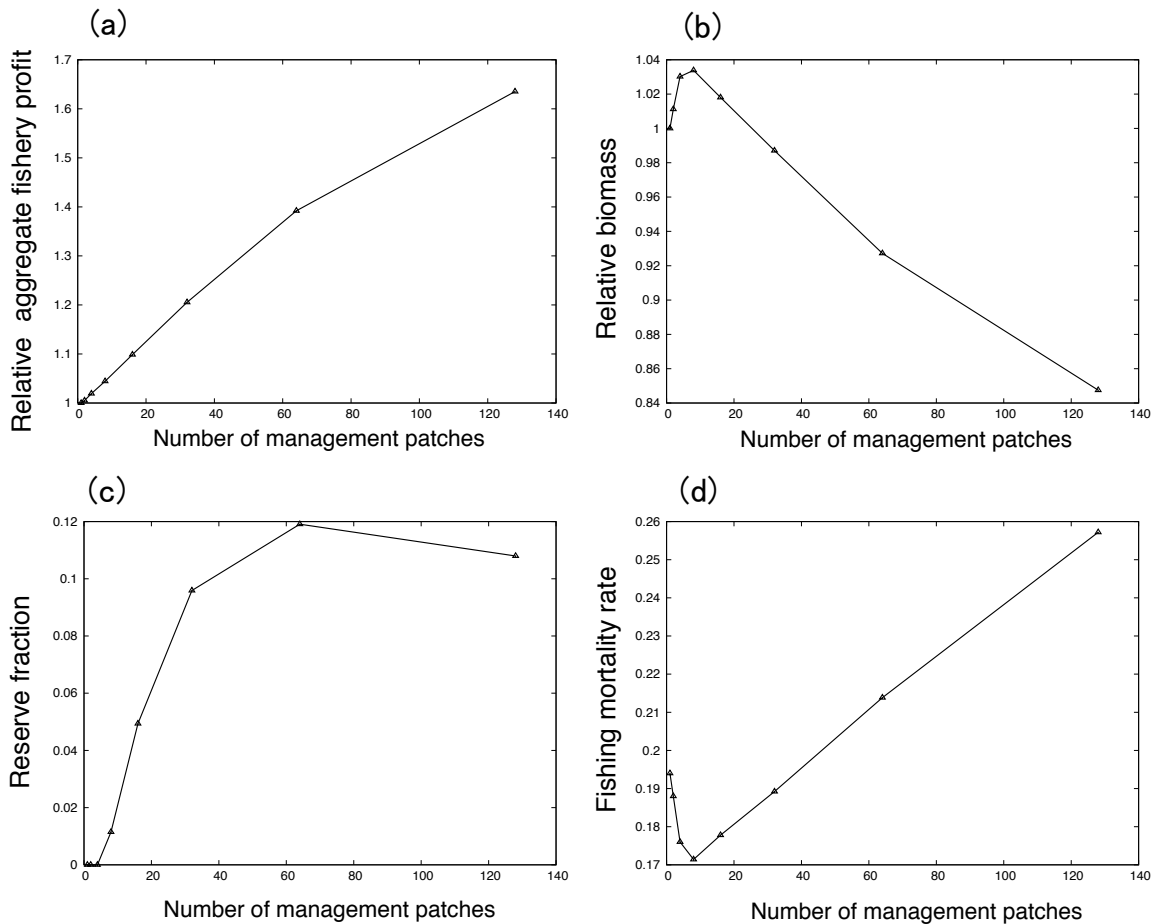 (a)
Relative aggregate fishery profit
1.7
1.6
1.5
1.4
1.3
1.2
1.1
1
0 20 40 60 80 100 120 140
Number of management patches
(b)
Relative biomass
1.04
1.02
1
0.98
0.96
0.94
0.92
0.9
0.88
0.86
0.84
0 20 40 60 80 100 120 140
Number of management patches
(c)
Reserve fraction
0.12
0.1
0.08
0.06
0.04
0.02
0
0 20 40 60 80 100 120 140
Number of management patches
(d)
Fishing mortality rate
0.26
0.25
0.24
0.23
0.22
0.21
0.2
0.19
0.18
0.17
0 20 40 60 80 100 120 140
Number of management patches